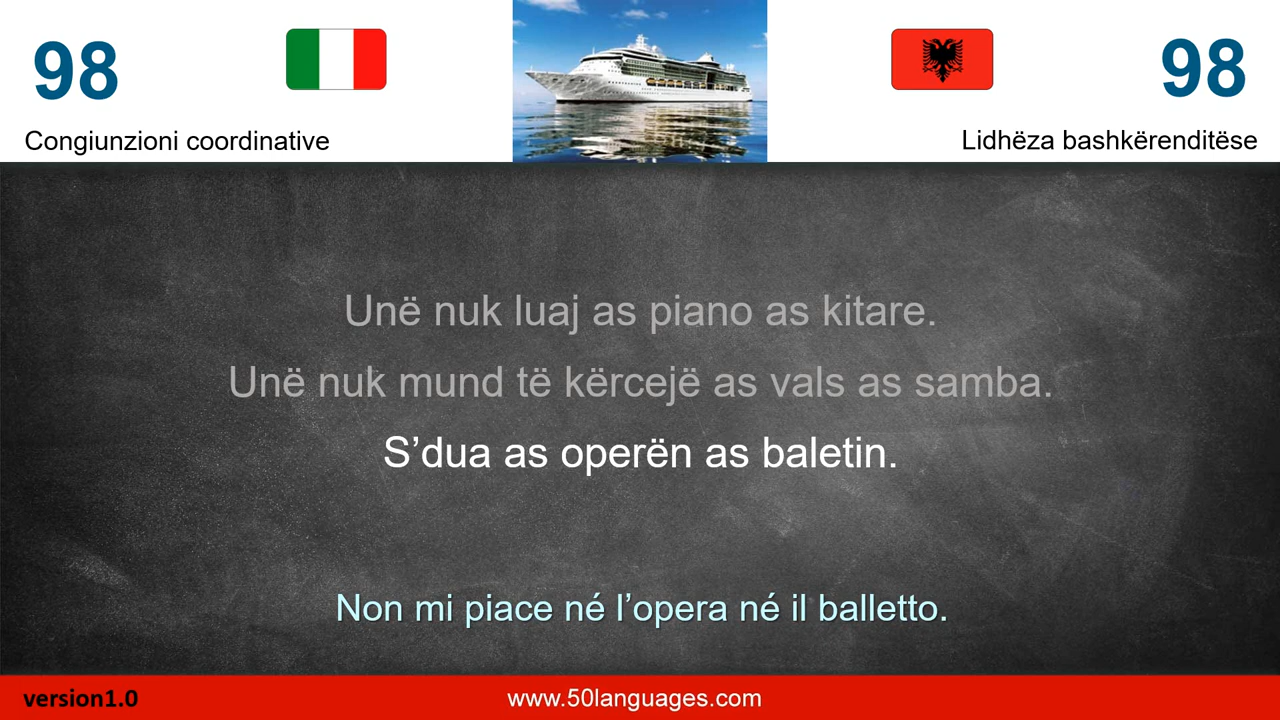 98
98
Congiunzioni coordinative
Lidhëza bashkërenditëse
Unë nuk luaj as piano as kitare.
Unë nuk mund të kërcejë as vals as samba.
S’dua as operën as baletin.
Non mi piace né l’opera né il balletto.
version1.0
www.50languages.com